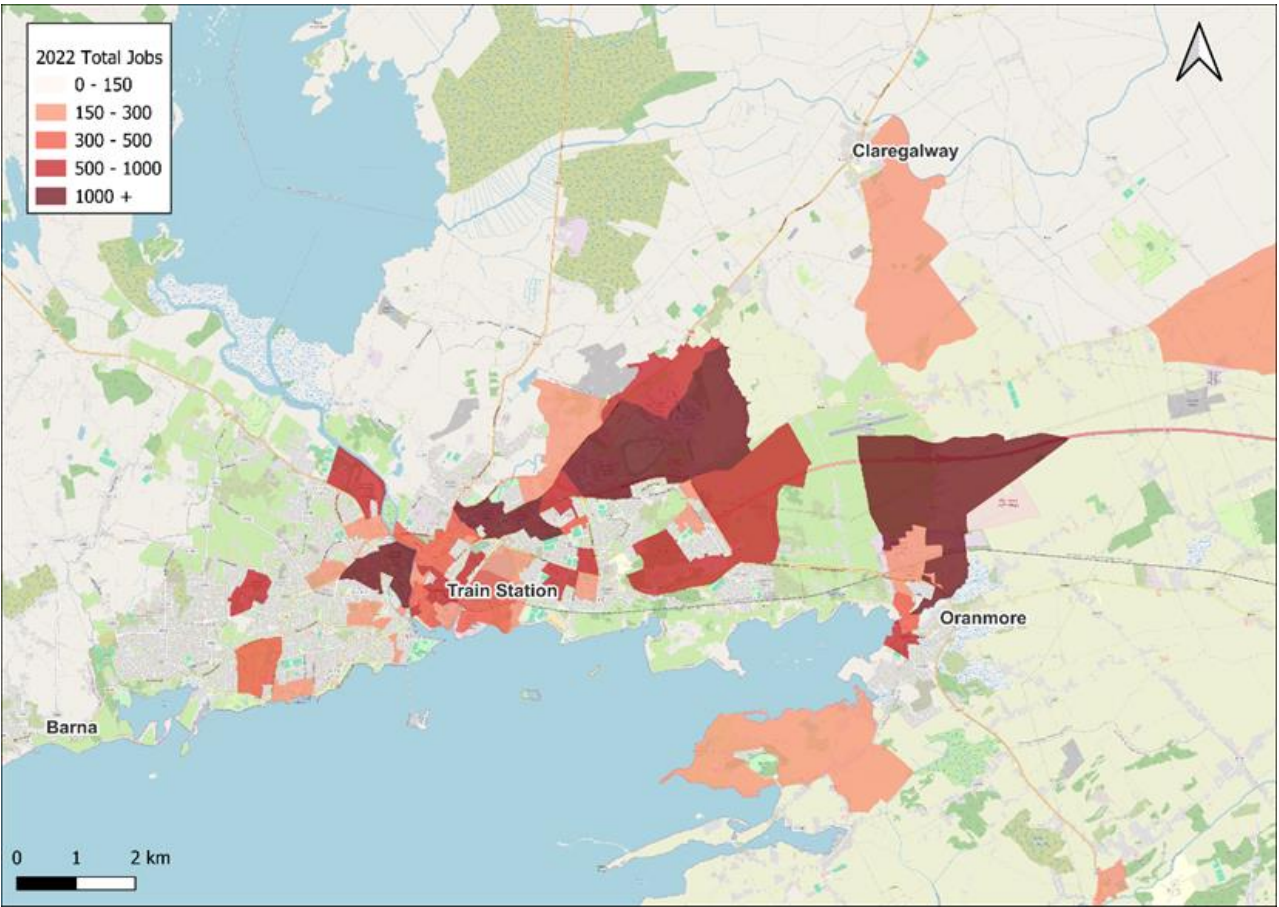 2022 Total Jobs
0 - 150
150 - 300
300 - 500
500 - 1000
1000 +
Claregalway
Train Station
Oranmore
Barna
0 1 2 km